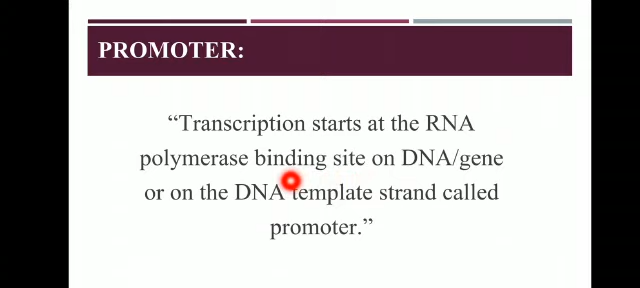 PROMOTER:
“Transcription starts at the RNA
polymerase binding site on DNA/gene
or on the DNA template strand called
promoter.”